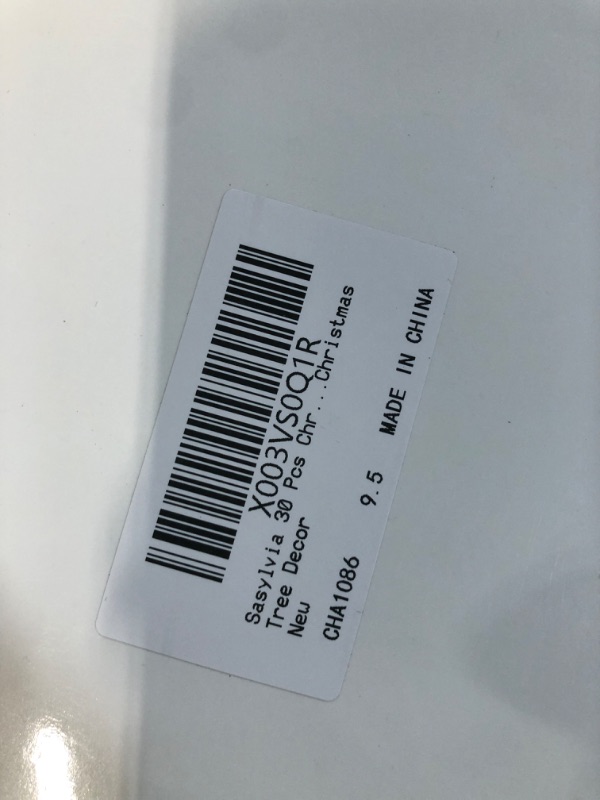 X003VS0Q1R
Sasylvia 30 Pcs Chr...Christmas
Tree Decor
New
CHA1086 9.5 MADE IN CHINA